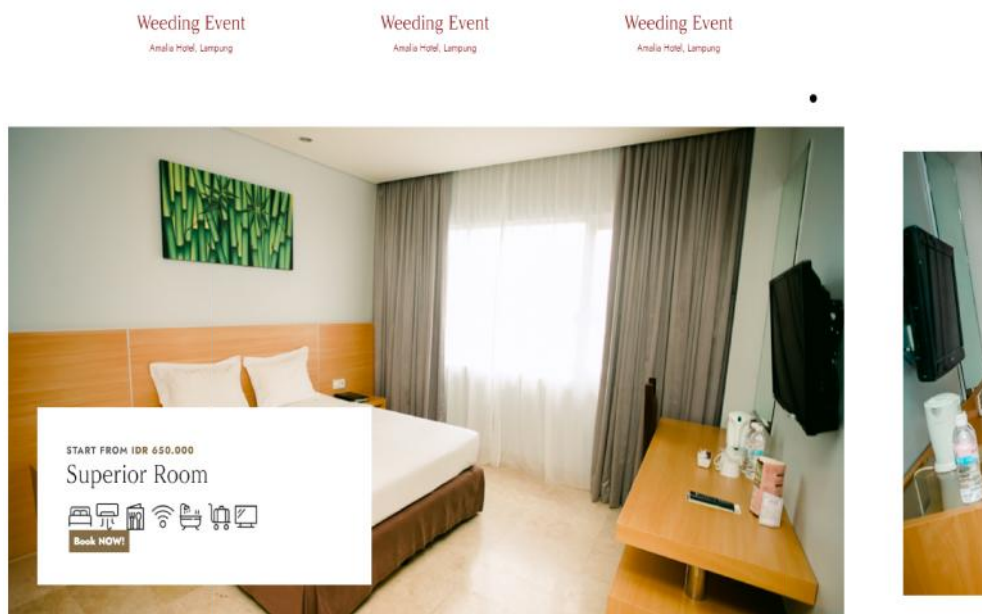 Weeding Event
Amalia Hotel, Lampung
Weeding Event
Amalia Hotel, Lampung
Weeding Event
Amalia Hotel, Lampung
START FROM IDR 650.000
Superior Room
Book NOW!